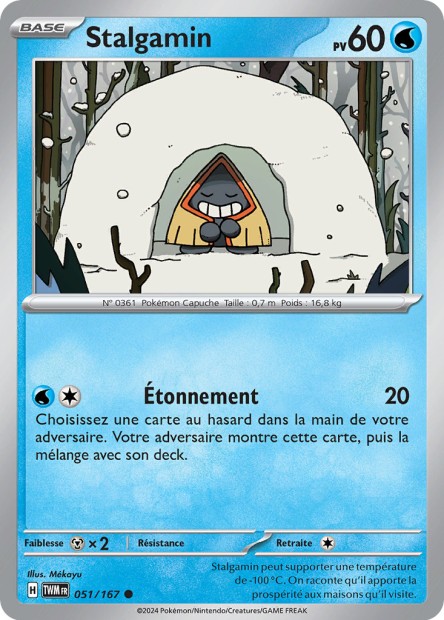 BASE Stalgamin PV 60
N° 0361 Pokémon Capuche Taille : 0,7 m Poids : 16,8 kg
Étonnement 20
Choisissez une carte au hasard dans la main de votre
adversaire. Votre adversaire montre cette carte, puis la
mélange avec son deck.
Faiblesse × 2 Résistance Retraite
Illus. Mékayu
Stalgamin peut supporter une température
de -100 °C. On raconte qu'il apporte la
prospérité aux maisons qu'il visite.
H TWM FR 051/167
©2024 Pokémon/Nintendo/Creatures/GAME FREAK